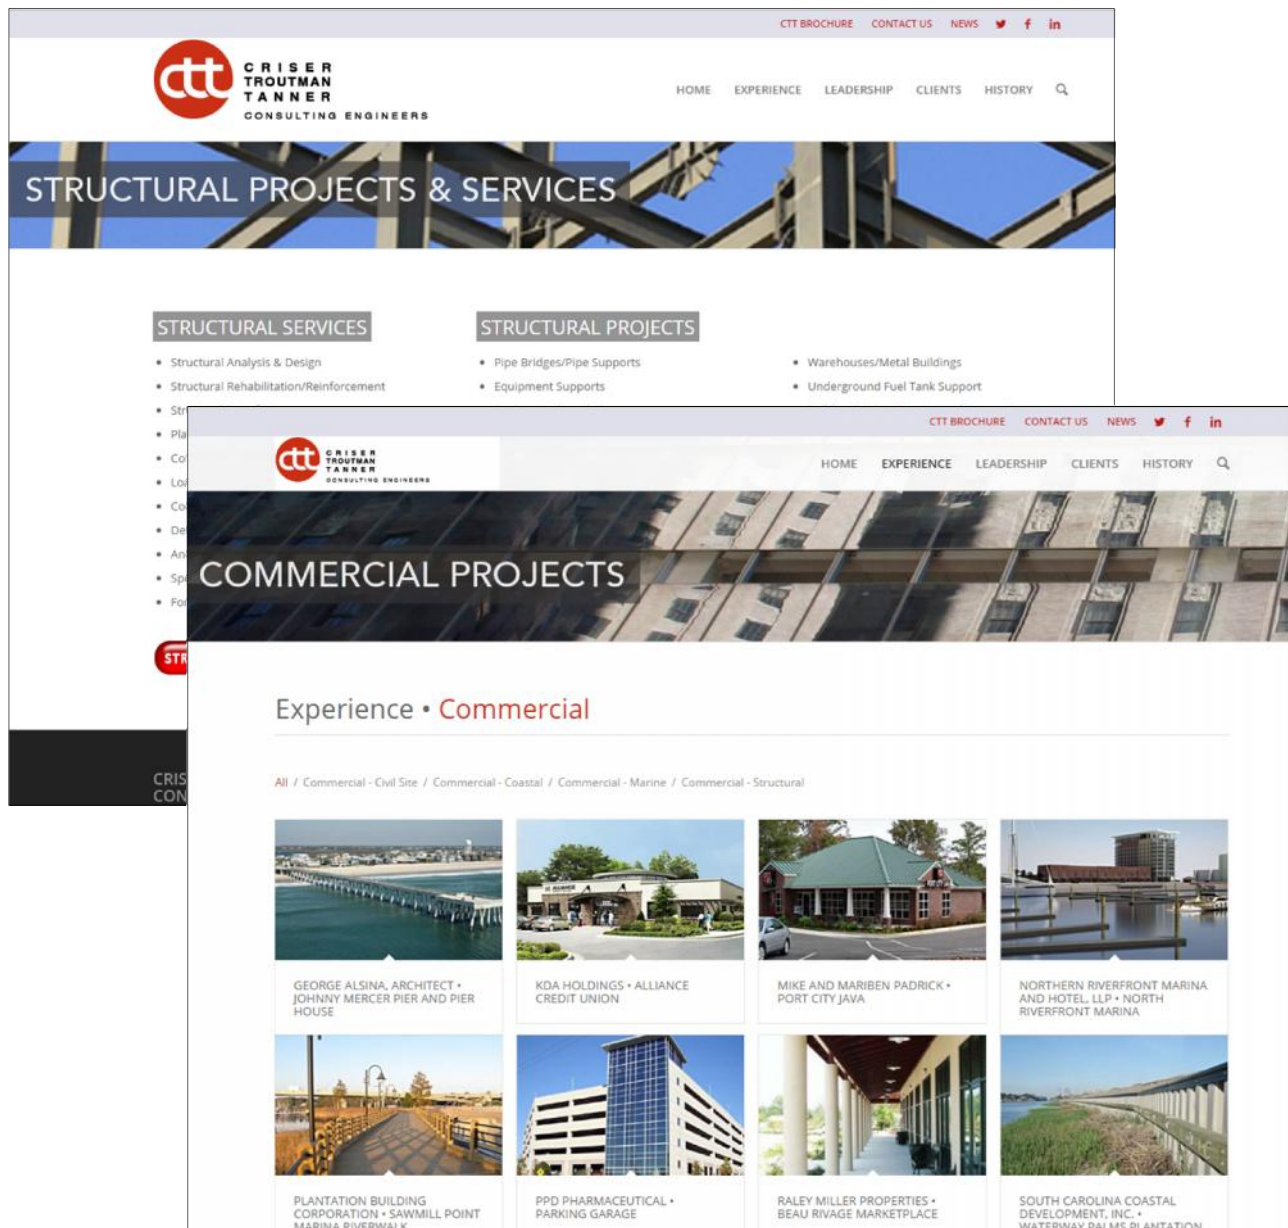 CTT BROCHURE CONTACT US NEWS
ctt
CRISER
TROUTMAN
TANNER
CONSULTING ENGINEERS
HOME EXPERIENCE LEADERSHIP CLIENTS HISTORY
STRUCTURAL PROJECTS & SERVICES
STRUCTURAL SERVICES
• Structural Analysis & Design
• Structural Rehabilitation/Reinforcement
STRUCTURAL PROJECTS
• Pipe Bridges/Pipe Supports
• Equipment Supports
• Warehouses/Metal Buildings
• Underground Fuel Tank Support
CTT BROCHURE CONTACT US NEWS
ctt
CRISER
TROUTMAN
TANNER
CONSULTING ENGINEERS
HOME EXPERIENCE LEADERSHIP CLIENTS HISTORY
COMMERCIAL PROJECTS
Experience • Commercial
All / Commercial - Civil Site / Commercial - Coastal / Commercial - Marine / Commercial - Structural
GEORGE ALSINA, ARCHITECT •
JOHNNY MERCER PIER AND PIER
HOUSE
KDA HOLDINGS • ALLIANCE
CREDIT UNION
MIKE AND MARIBEN PADRICK •
PORT CITY JAVA
NORTHERN RIVERFRONT MARINA
AND HOTEL, LLP • NORTH
RIVERFRONT MARINA
PLANTATION BUILDING
CORPORATION • SAWMILL POINT
MARINA RIVERWALK
PPD PHARMACEUTICAL •
PARKING GARAGE
RALEY MILLER PROPERTIES •
BEAU RIVAGE MARKETPLACE
SOUTH CAROLINA COASTAL
DEVELOPMENT, INC. •
WATERWAY PALMS PLANTATION